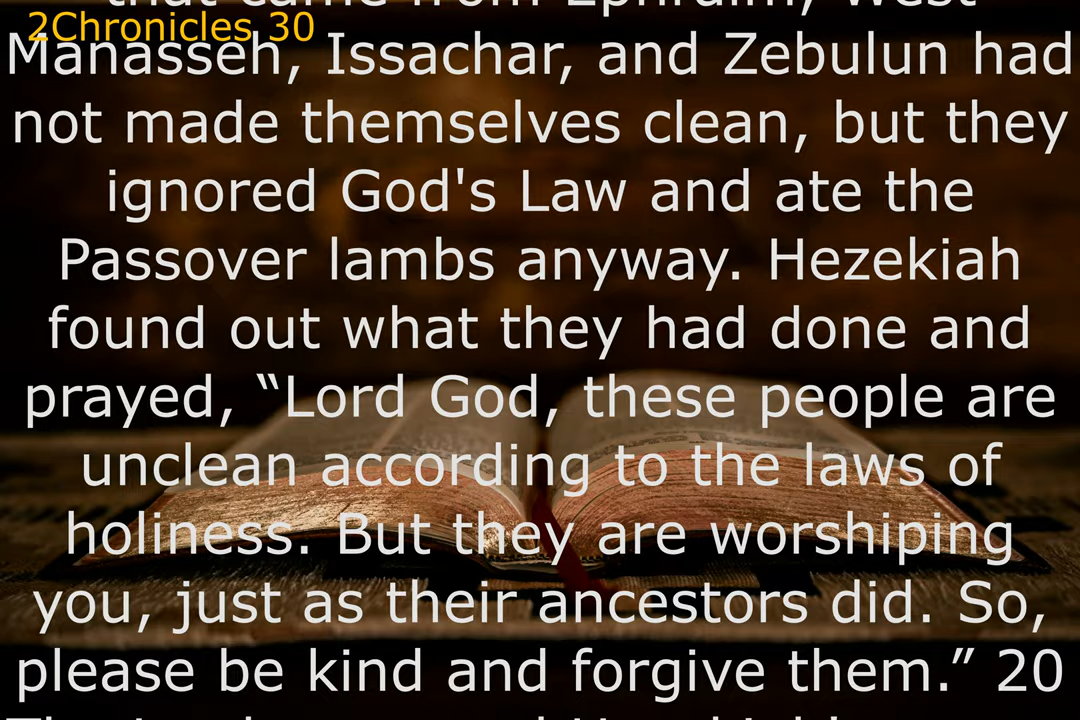 that came from Ephraim, West
2Chronicles 30
Manasseh, Issachar, and Zebulun had
not made themselves clean, but they
ignored God's Law and ate the
Passover lambs anyway. Hezekiah
found out what they had done and
prayed, “Lord God, these people are
unclean according to the laws of
holiness. But they are worshiping
you, just as their ancestors did. So,
please be kind and forgive them.” 20